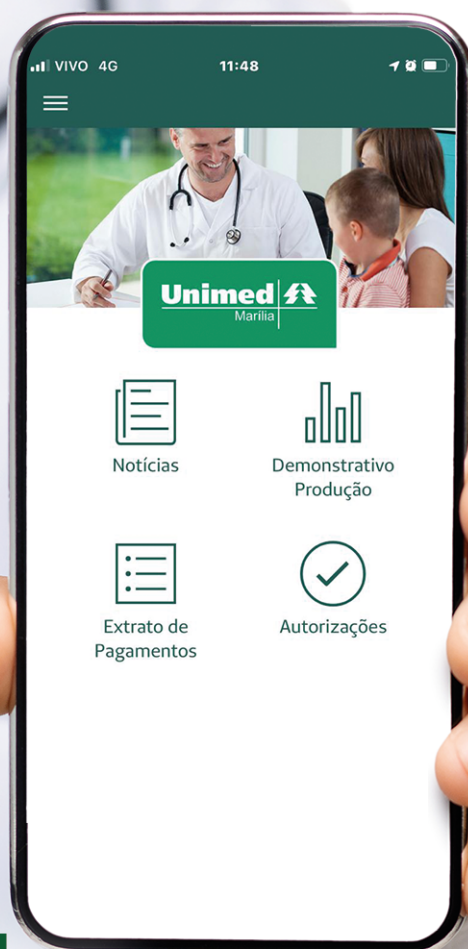 VIVO 4G 11:48
Unimed
Marília
Notícias
Demonstrativo
Produção
Extrato de
Pagamentos
Autorizações